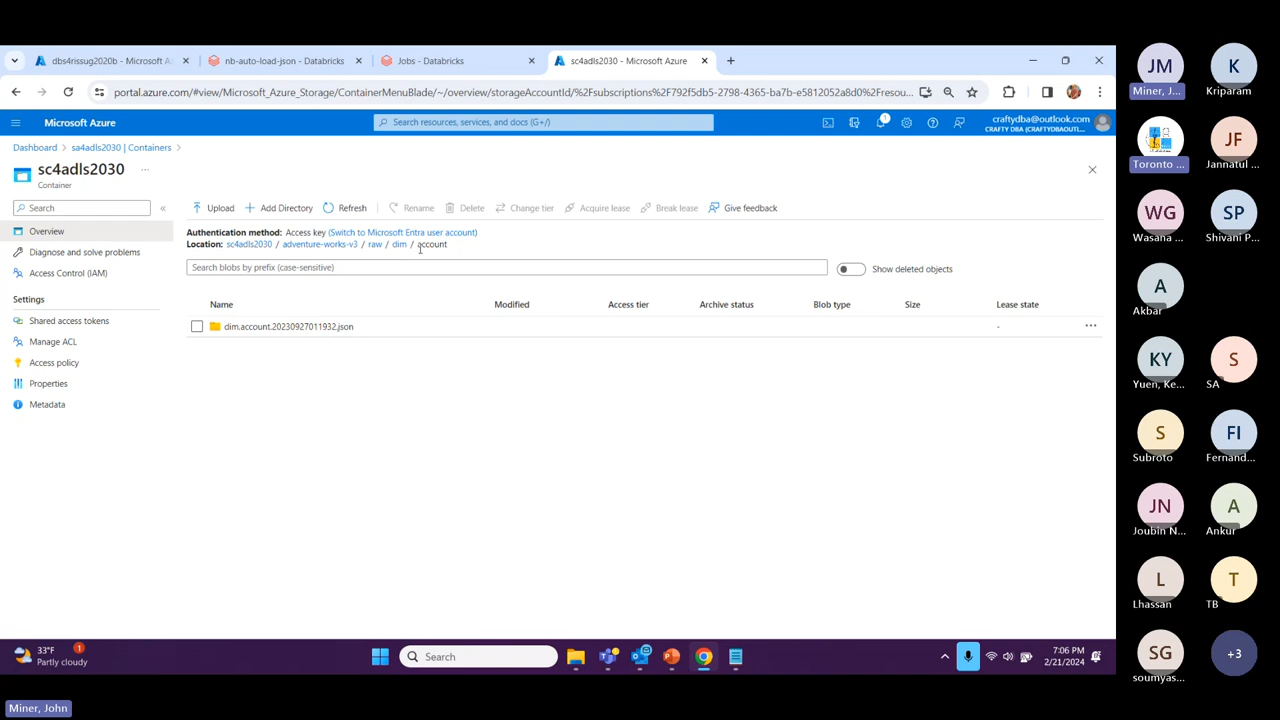 dbs4rissug2020b - Microsoft A
nb-auto-load-json - Databricks
Jobs - Databricks
sc4adls2030 - Microsoft Azure
portal.azure.com/#view/Microsoft_Azure_Storage/ContainerMenuBlade/~/overview/storageAccountId/%2Fsubscriptions%2F792f5db5-2798-4365-ba7b-e5812052a8d0%2Fresou...
Microsoft Azure
Search resources, services, and docs (G+/)
1
craftydba@outlook.com
CRAFTY DBA (CRAFTYDBAOUTL...
Dashboard > sa4adls2030 | Containers >
sc4adls2030 ...
Container
Search
Upload
Add Directory
Refresh
Rename
Delete
Change tier
Acquire lease
Break lease
Give feedback
Overview
Diagnose and solve problems
Access Control (IAM)
Settings
Shared access tokens
Manage ACL
Access policy
Properties
Metadata
Authentication method: Access key (Switch to Microsoft Entra user account)
Location: sc4adls2030 / adventure-works-v3 / raw / dim / account
Search blobs by prefix (case-sensitive)
Show deleted objects
Name Modified Access tier Archive status Blob type Size Lease state
dim.account.20230927011932.json - ...
33°F
Partly cloudy
1
Search
7:06 PM
2/21/2024
Miner, John
JM
Miner, J...
K
Kriparam
Toronto ...
JF
Jannatul ...
WG
Wasana ...
SP
Shivani P...
A
Akbar
KY
Yuen, Ke...
S
SA
S
Subroto
FI
Fernand...
JN
Joubin N...
A
Ankur
L
Lhassan
T
TB
SG
soumyas...
+3